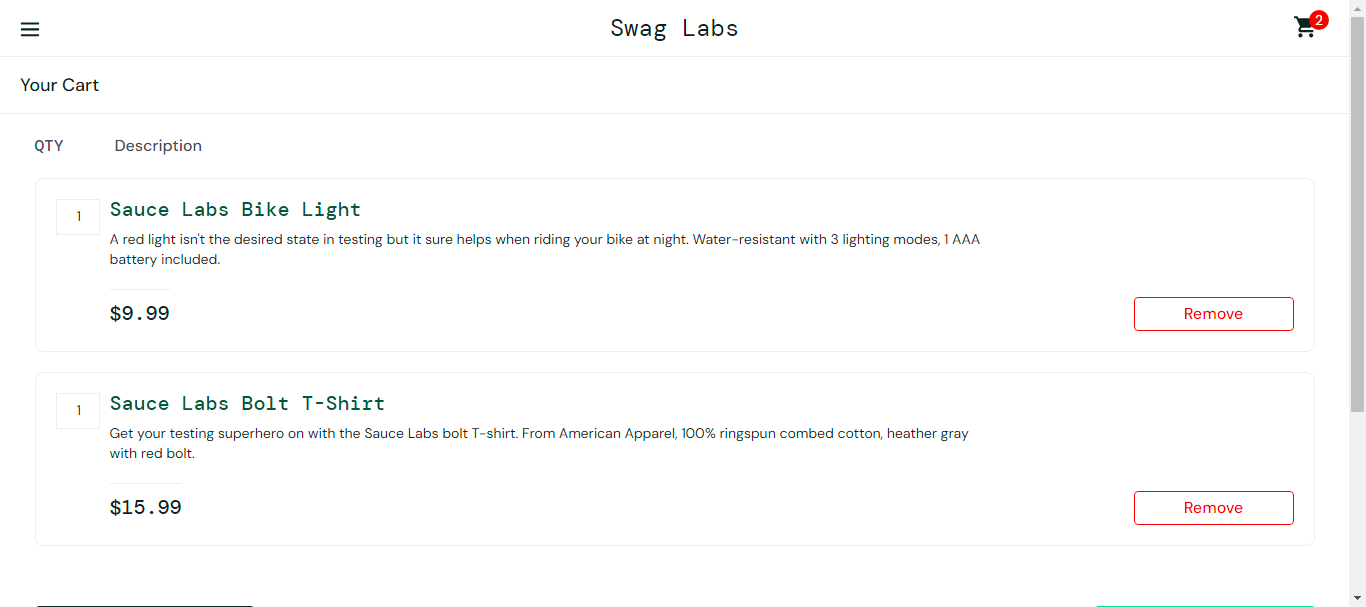 Swag Labs
2
Your Cart
QTY Description
1
Sauce Labs Bike Light
A red light isn't the desired state in testing but it sure helps when riding your bike at night. Water-resistant with 3 lighting modes, 1 AAA
battery included.
$9.99
Remove
1
Sauce Labs Bolt T-Shirt
Get your testing superhero on with the Sauce Labs bolt T-shirt. From American Apparel, 100% ringspun combed cotton, heather gray
with red bolt.
$15.99
Remove